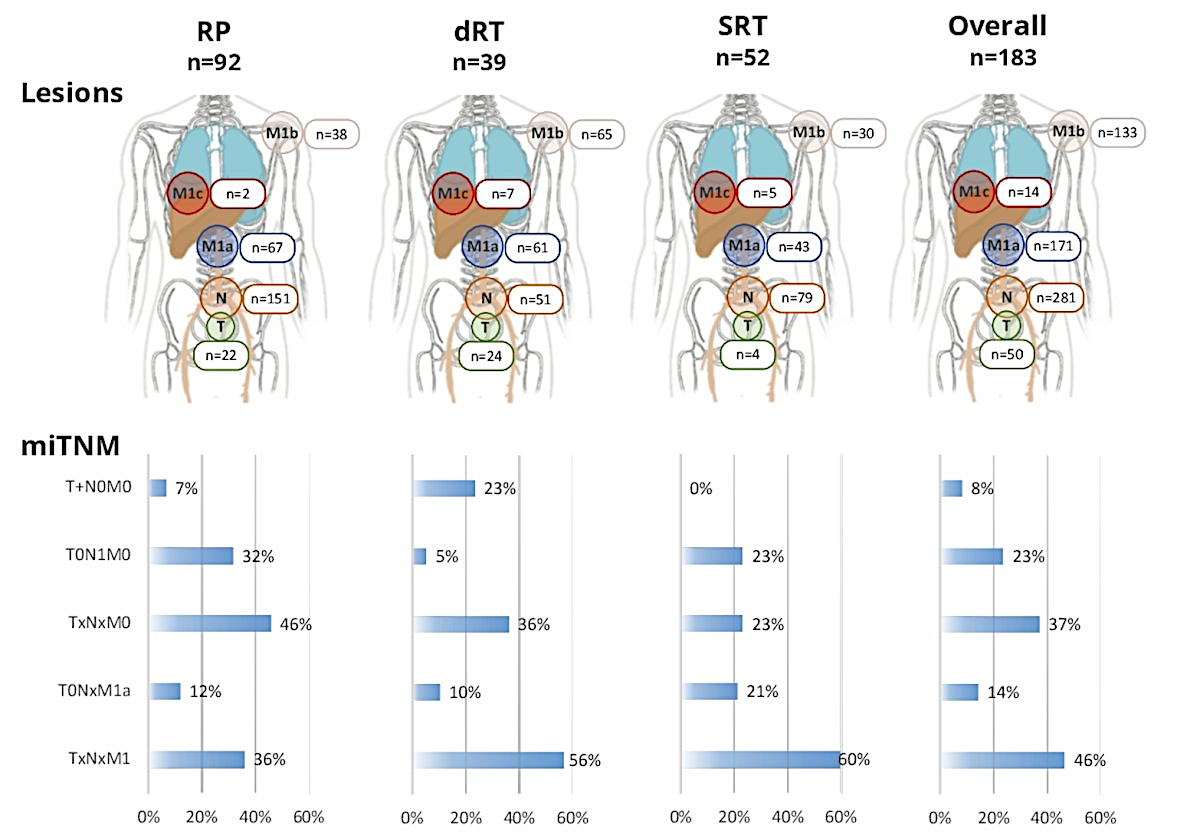 RP
n=92
dRT
n=39
SRT
n=52
Overall
n=183
Lesions
M1b n=38
M1c n=2
M1a n=67
N n=151
T
n=22
M1b n=65
M1c n=7
M1a n=61
N n=51
T
n=24
M1b n=30
M1c n=5
M1a n=43
N n=79
T
n=4
M1b n=133
M1c n=14
M1a n=171
N n=281
T
n=50
miTNM
T+N0M0 7% 23% 0% 8%
T0N1M0 32% 5% 23% 23%
TxNxM0 46% 36% 23% 37%
T0NxM1a 12% 10% 21% 14%
TxNxM1 36% 56% 60% 46%
0% 20% 40% 60% 0% 20% 40% 60% 0% 20% 40% 60% 0% 20% 40% 60%